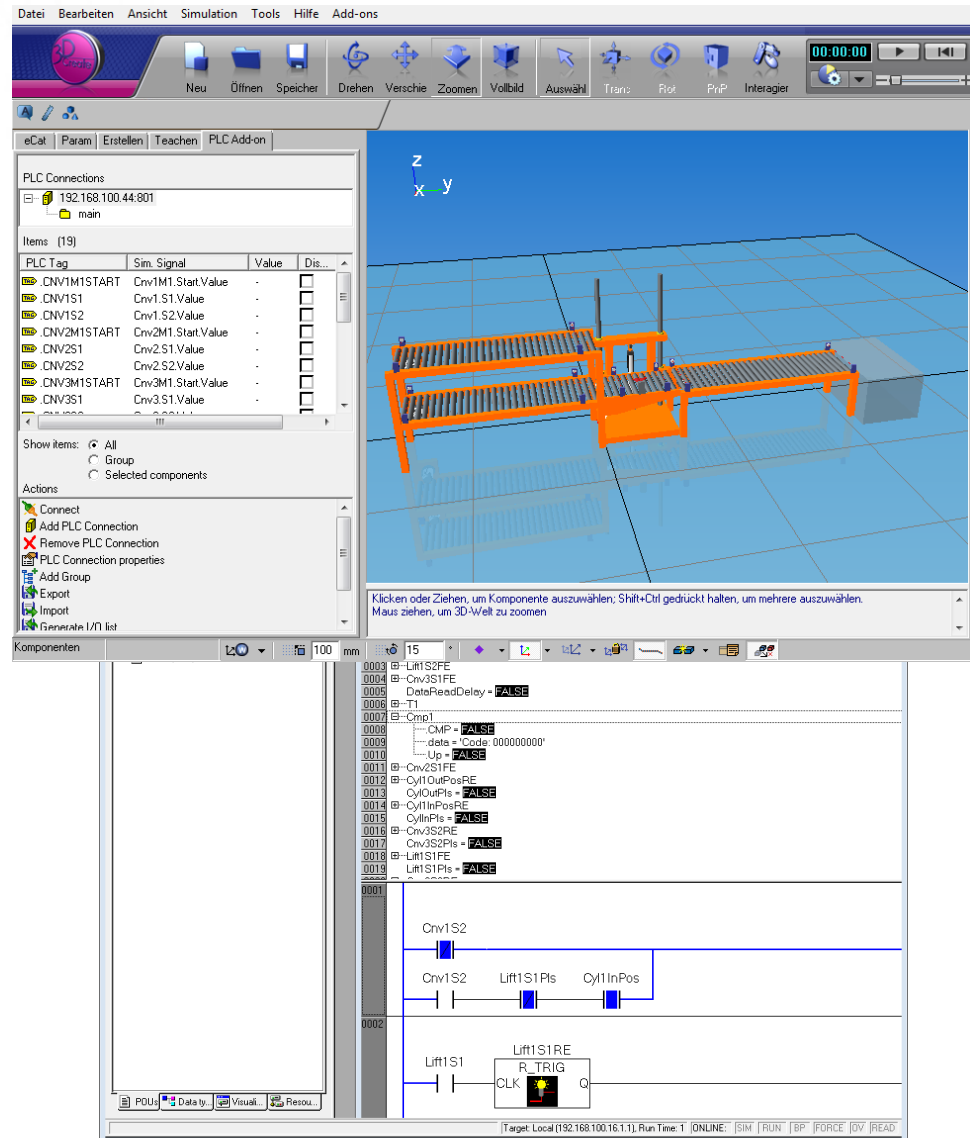 Datei Bearbeiten Ansicht Simulation Tools Hilfe Add-ons
00:00:00
Neu Öffnen Speicher Drehen Verschie Zoomen Vollbild Auswähl Trans Rot PnP Interagier
eCat Param Erstellen Teachen PLC Add-on
PLC Connections
192.168.100.44:801
main
Items (19)
PLC Tag Sim. Signal Value Dis...
.CNV1M1START Cnv1M1.Start.Value -
.CNV1S1 Cnv1.S1.Value -
.CNV1S2 Cnv1.S2.Value -
.CNV2M1START Cnv2M1.Start.Value -
.CNV2S1 Cnv2.S1.Value -
.CNV2S2 Cnv2.S2.Value -
.CNV3M1START Cnv3M1.Start.Value -
.CNV3S1 Cnv3.S1.Value -
Show items: All
Group
Selected components
Actions
Connect
Add PLC Connection
Remove PLC Connection
PLC Connection properties
Add Group
Export
Import
Generate I/O list
z
x y
Klicken oder Ziehen, um Komponente auszuwählen; Shift+Ctrl gedrückt halten, um mehrere auszuwählen.
Maus ziehen, um 3D-Welt zu zoomen
Komponenten 100 mm 15 °
0003 Lift1S2FE
0004 Cnv3S1FE
0005 DataReadDelay = FALSE
0006 T1
0007 Cmp1
0008 .CMP = FALSE
0009 .data = 'Code: 000000000'
0010 .Up = FALSE
0011 Cnv2S1FE
0012 Cyl1OutPosRE
0013 CylOutPls = FALSE
0014 Cyl1InPosRE
0015 CylInPls = FALSE
0016 Cnv3S2RE
0017 Cnv3S2Pls = FALSE
0018 Lift1S1FE
0019 Lift1S1Pls = FALSE
0001
Cnv1S2
Cnv1S2 Lift1S1Pls Cyl1InPos
0002
Lift1S1RE
Lift1S1 R_TRIG
CLK Q
POUs Data ty... Visuali... Resou...
Target: Local (192.168.100.16.1.1), Run Time: 1 ONLINE: SIM RUN BP FORCE OV READ